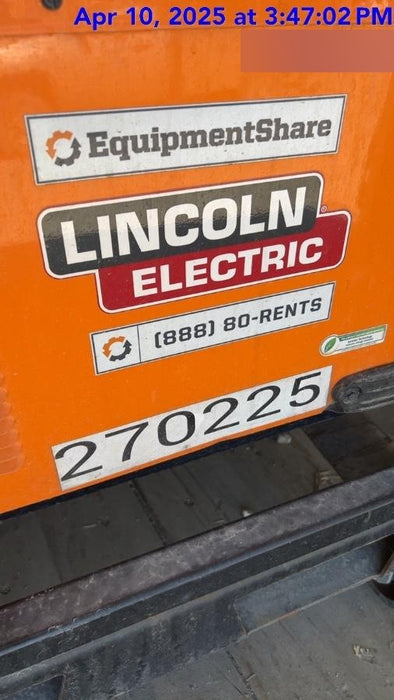 Apr 10, 2025 at 3:47:02 PM
EquipmentShare
LINCOLN®
ELECTRIC
(888) 80-RENTS
270225